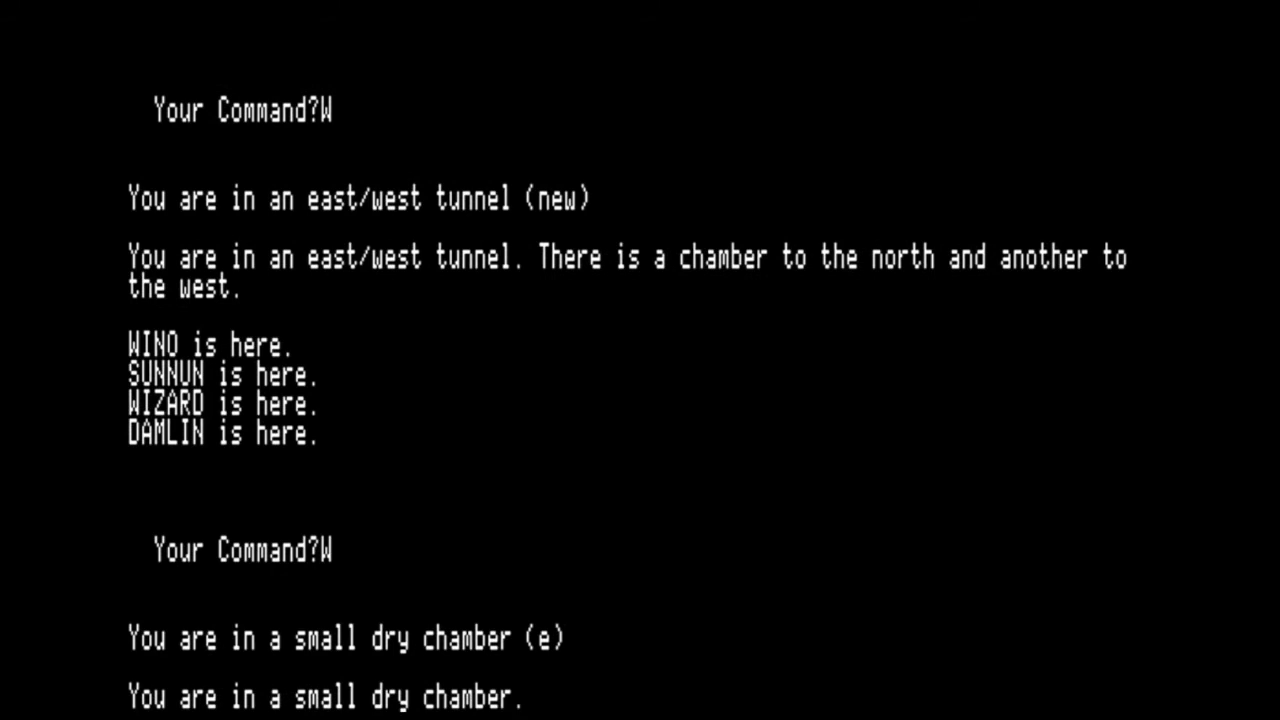 Your Command?W
You are in an east/west tunnel (new)
You are in an east/west tunnel. There is a chamber to the north and another to
the west.
WINO is here.
SUNNUN is here.
WIZARD is here.
DAMLIN is here.
Your Command?W
You are in a small dry chamber (e)
You are in a small dry chamber.